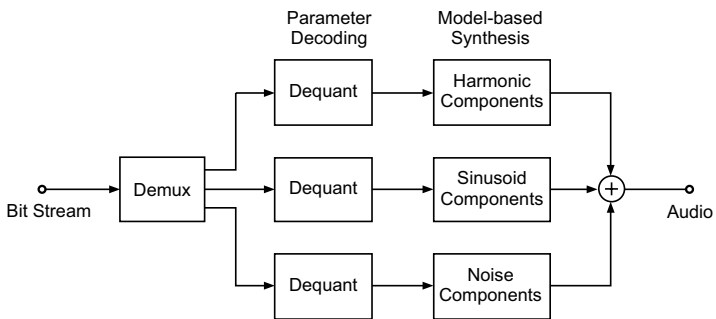 Parameter
Decoding
Model-based
Synthesis
Dequant
Harmonic
Components
Bit Stream
Demux
Dequant
Sinusoid
Components
+
Audio
Dequant
Noise
Components